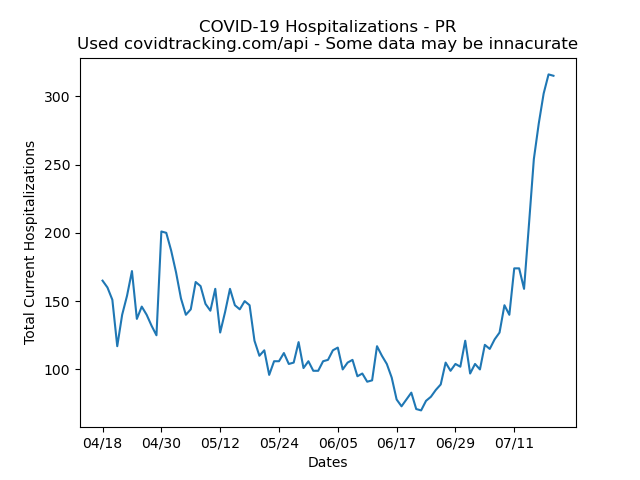 COVID-19 Hospitalizations - PR
Used covidtracking.com/api - Some data may be innacurate
300
250
200
150
100
Total Current Hospitalizations
04/18 04/30 05/12 05/24 06/05 06/17 06/29 07/11
Dates